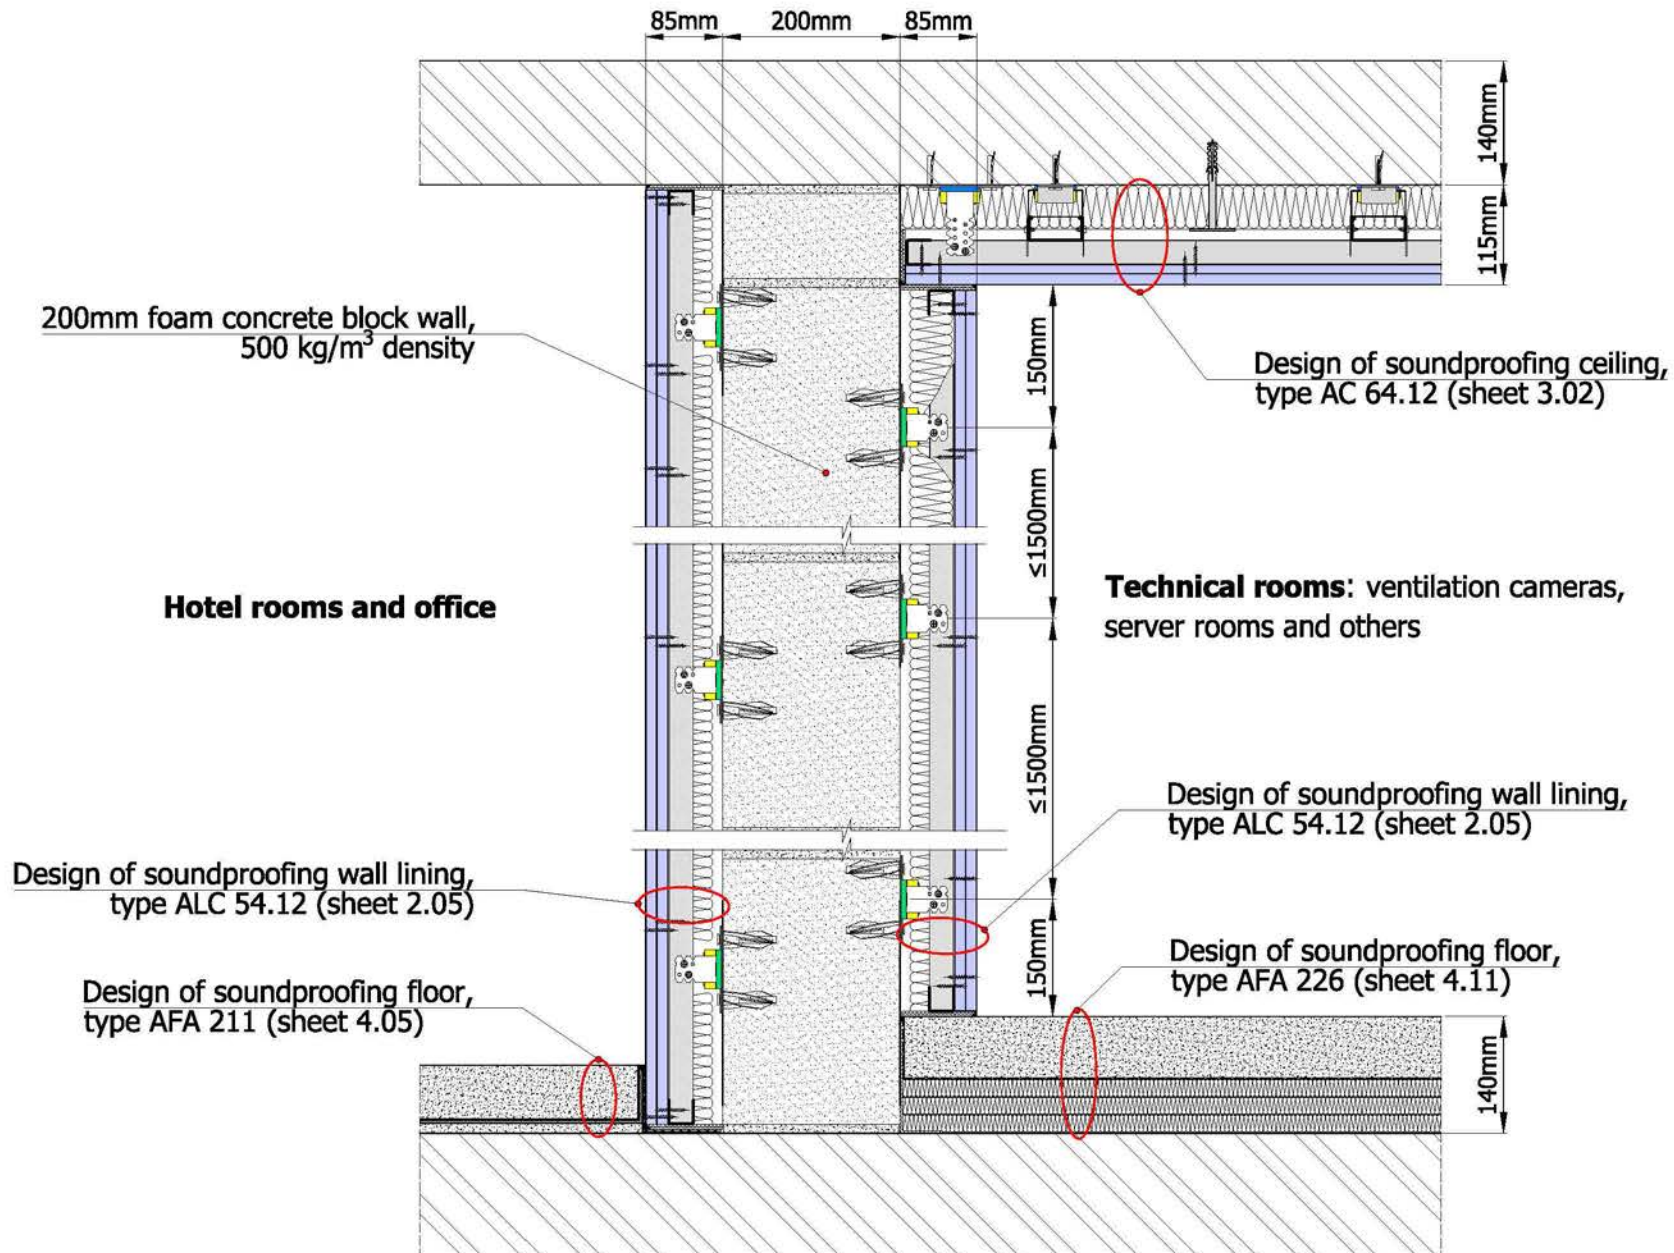 85mm 200mm 85mm
140mm
115mm
200mm foam concrete block wall,
500 kg/m³ density
150mm
Design of soundproofing ceiling,
type AC 64.12 (sheet 3.02)
≤1500mm
Hotel rooms and office
Technical rooms: ventilation cameras,
server rooms and others
≤1500mm
Design of soundproofing wall lining,
type ALC 54.12 (sheet 2.05)
Design of soundproofing wall lining,
type ALC 54.12 (sheet 2.05)
150mm
Design of soundproofing floor,
type AFA 226 (sheet 4.11)
Design of soundproofing floor,
type AFA 211 (sheet 4.05)
140mm